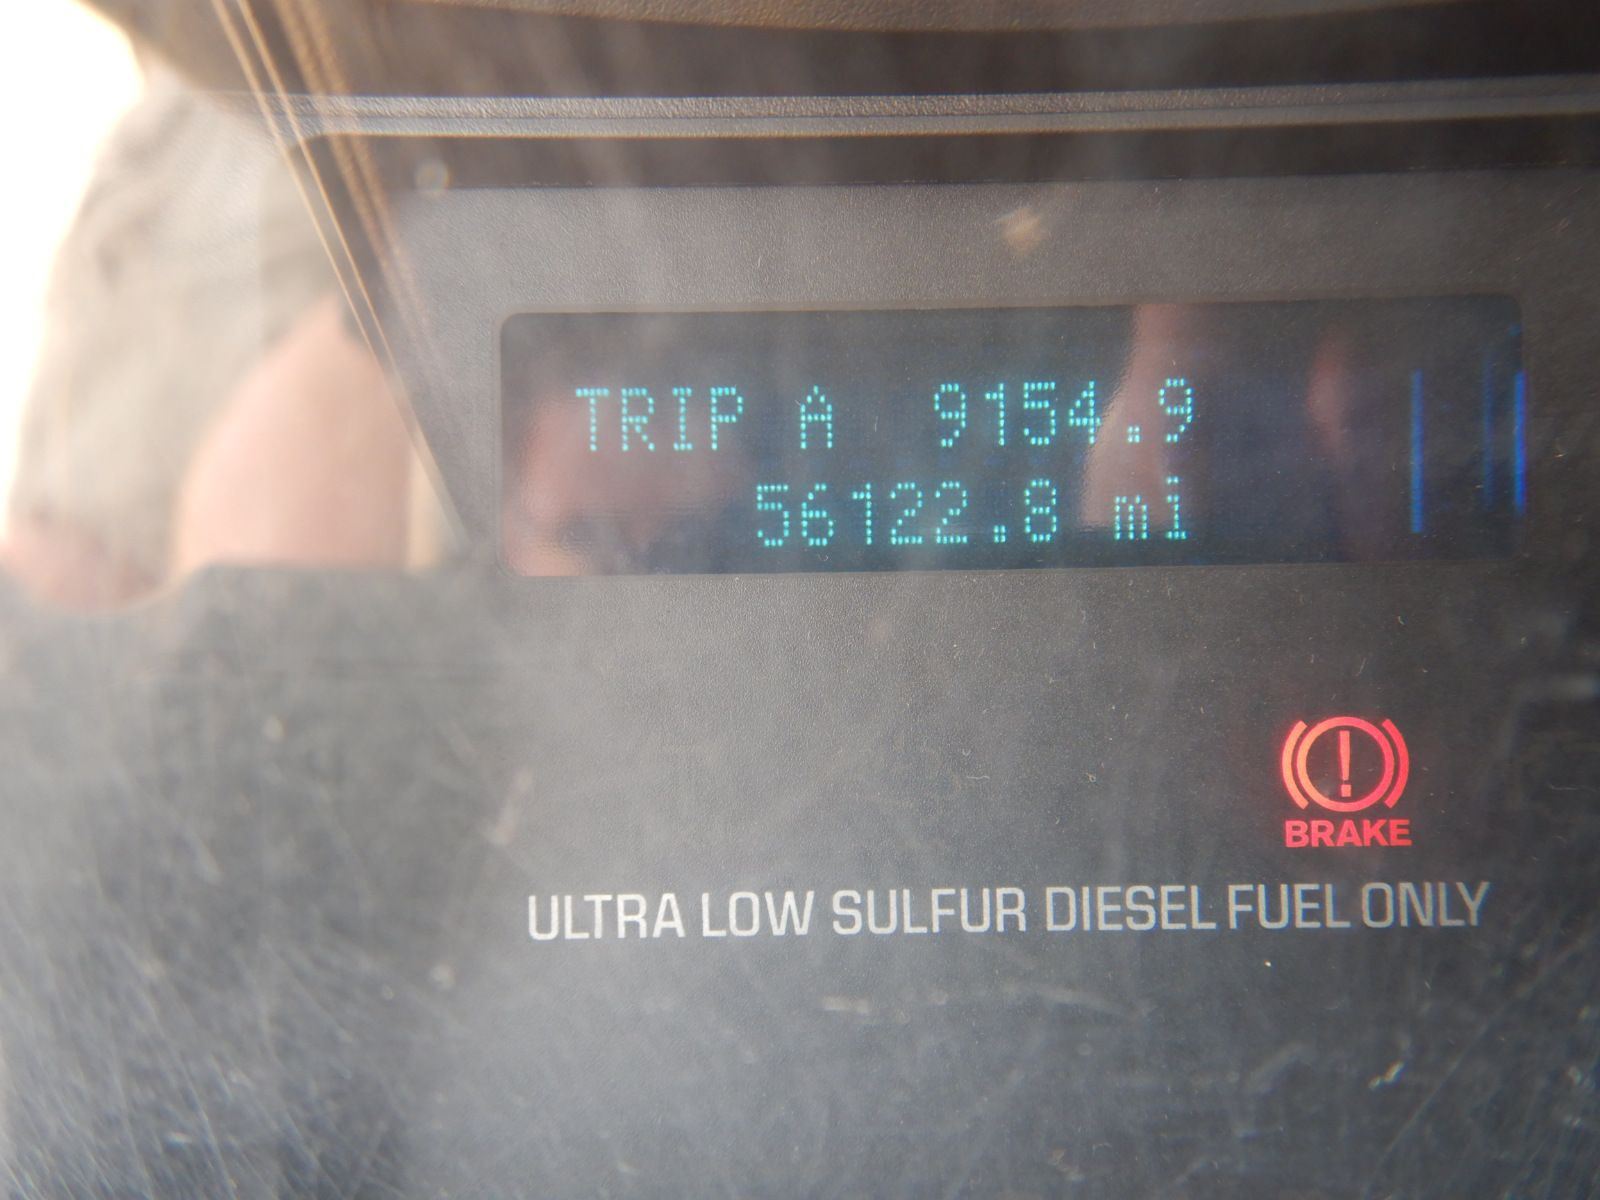 TRIP A 9154.9
56122.8 mi
BRAKE
ULTRA LOW SULFUR DIESEL FUEL ONLY